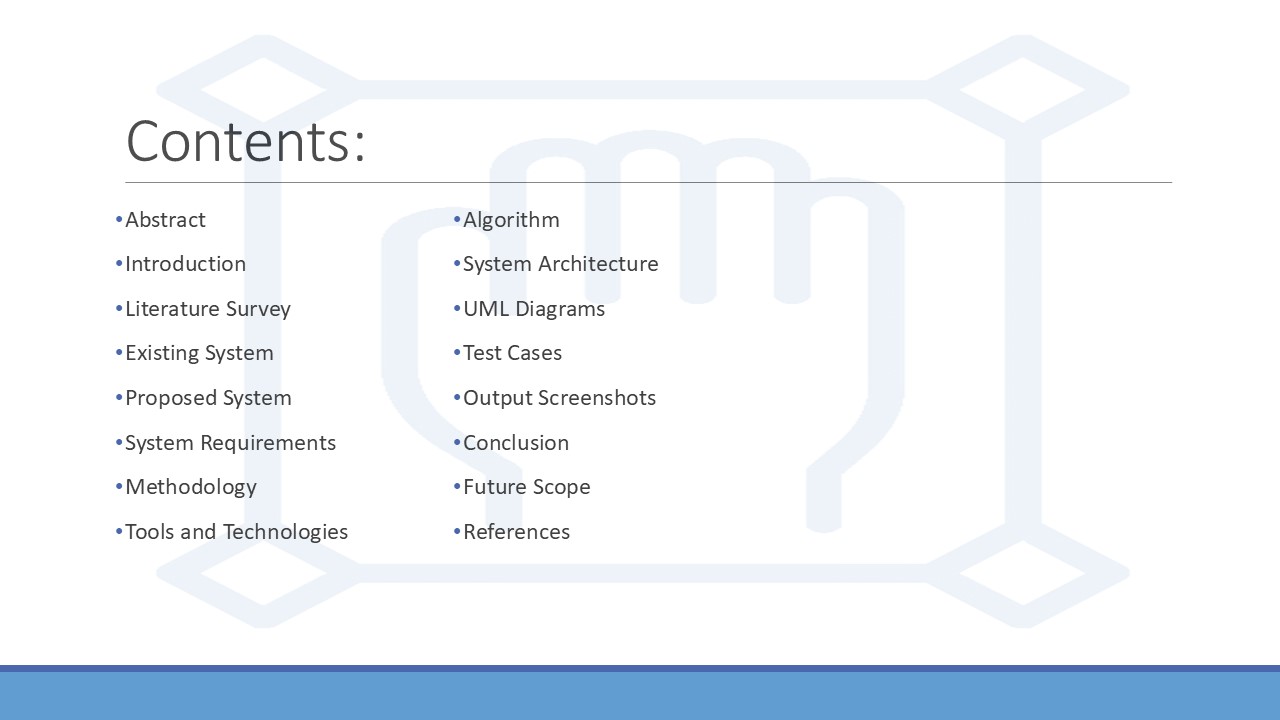 Contents:
•Abstract
•Introduction
•Literature Survey
•Existing System
•Proposed System
•System Requirements
•Methodology
•Tools and Technologies
•Algorithm
•System Architecture
•UML Diagrams
•Test Cases
•Output Screenshots
•Conclusion
•Future Scope
•References